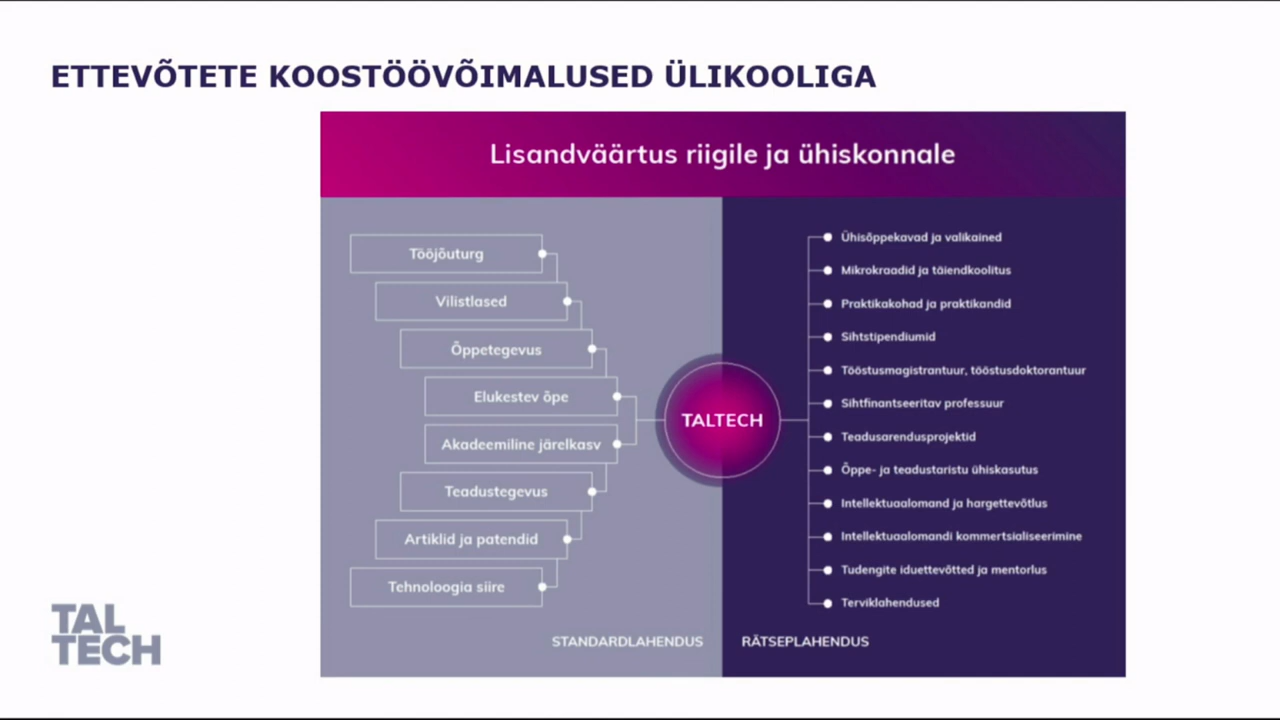 ETTEVÕTETE KOOSTÖÖVÕIMALUSED ÜLIKOOLIGA
Lisandväärtus riigile ja ühiskonnale
Tööjõuturg
Vilistlased
Õppetegevus
Elukestev õpe
Akadeemiline järelkasv
Teadustegevus
Artiklid ja patendid
Tehnoloogia siire
STANDARDLAHENDUS
TALTECH
Ühisõppekavad ja valikained
Mikrokraadid ja täiendkoolitus
Praktikakohad ja praktikandid
Sihtstipendiumid
Tööstusmagistrantuur, tööstusdoktorantuur
Sihtfinantseeritav professuur
Teadusarendusprojektid
Õppe- ja teadustaristu ühiskasutus
Intellektuaalomand ja hargettevõtlus
Intellektuaalomandi kommertsialiseerimine
Tudengite iduettevõtted ja mentorlus
Terviklahendused
RÄTSEPLAHENDUS
TAL
TECH